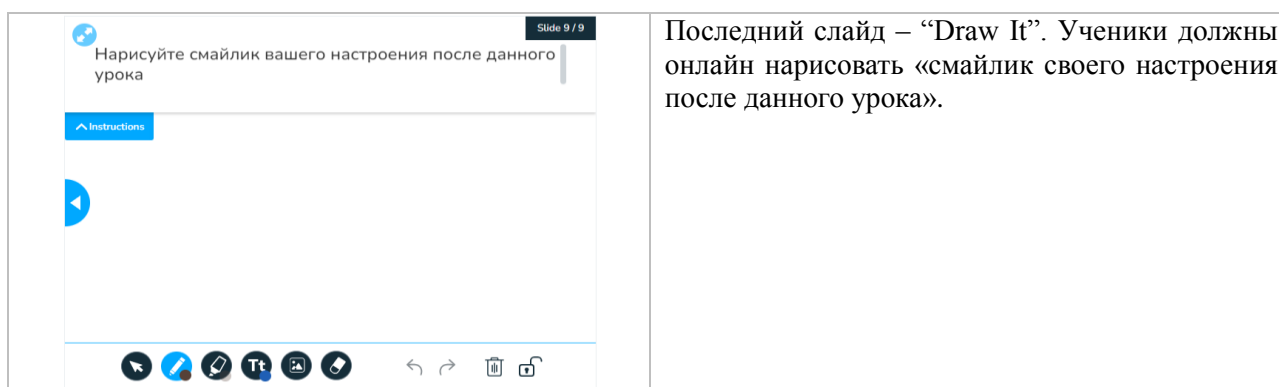 Slide 9 / 9
Нарисуйте смайлик вашего настроения после данного
урока
Instructions
Tt
Последний слайд – “Draw It”. Ученики должны
онлайн нарисовать «смайлик своего настроения
после данного урока».